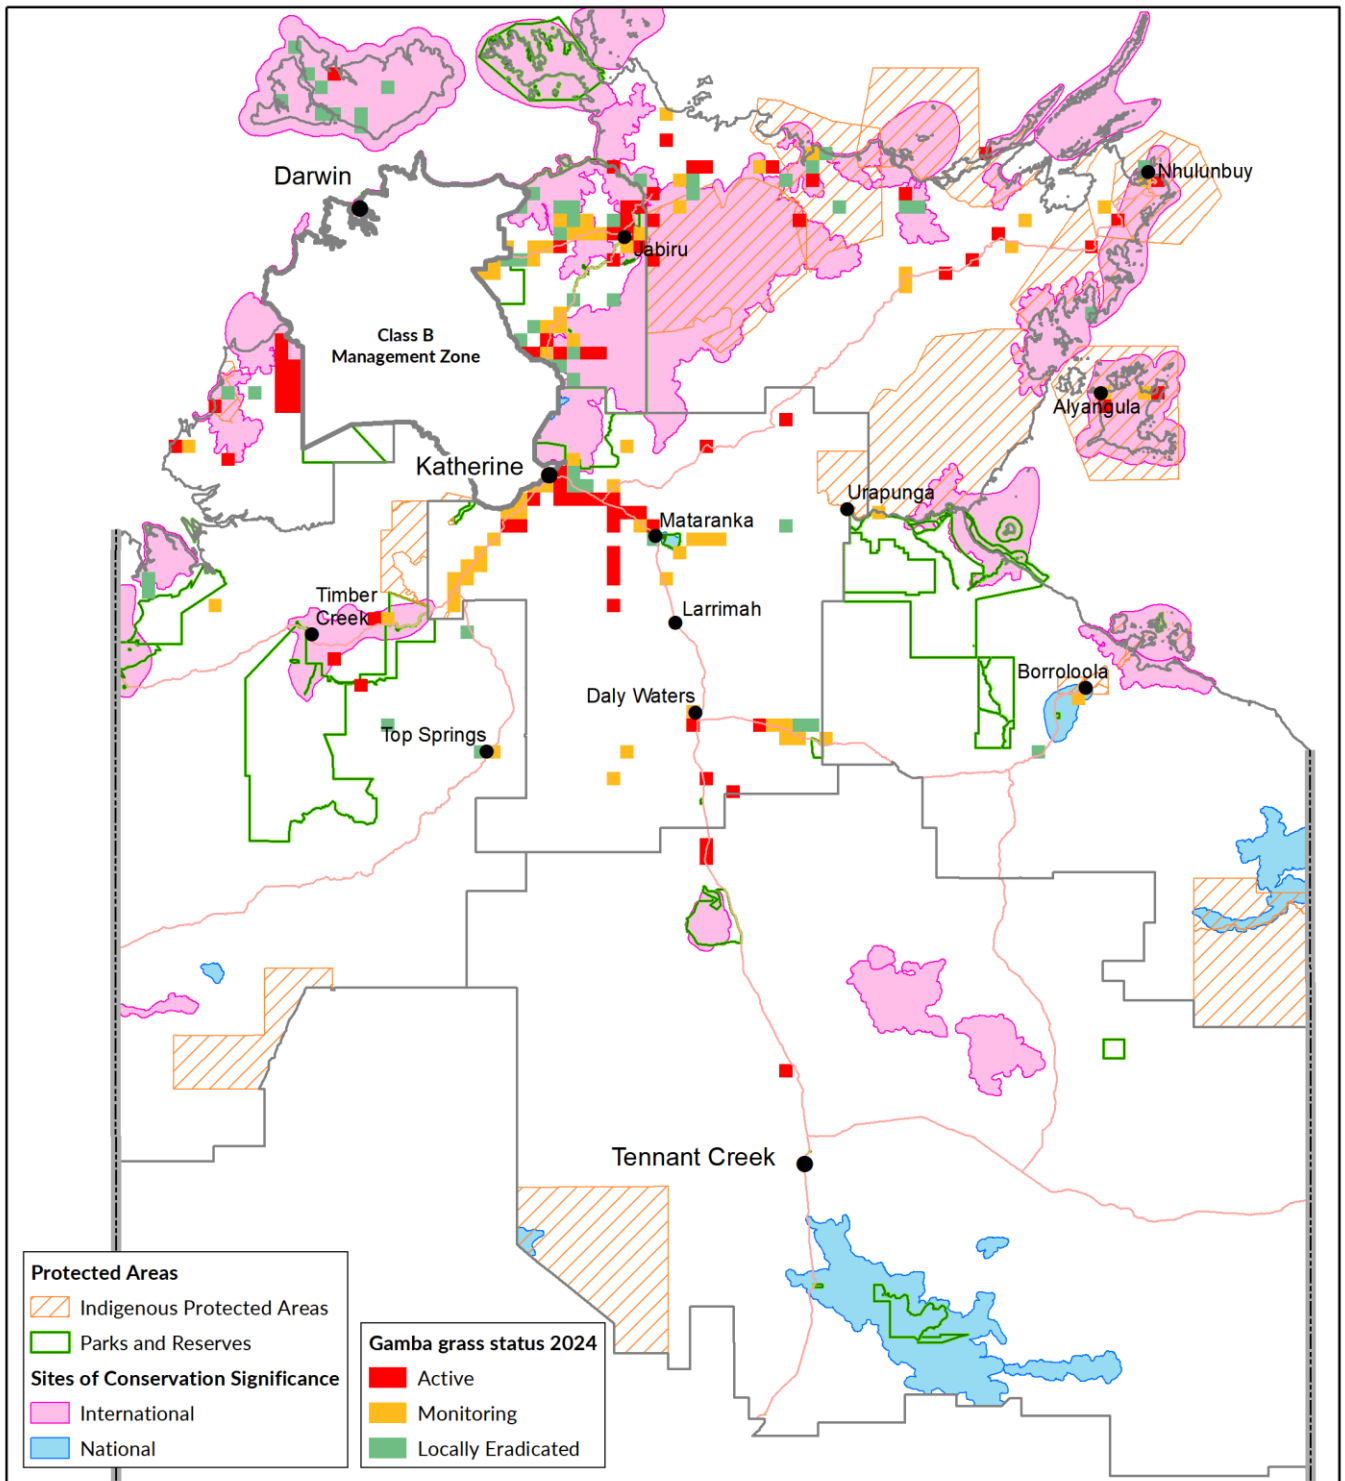 Darwin
Nhulunbuy
Jabiru
Class B
Management Zone
Alyangula
Katherine
Urapunga
Mataranka
Timber
Creek
Larrimah
Borroloola
Daly Waters
Top Springs
Tennant Creek
Protected Areas
Indigenous Protected Areas
Parks and Reserves
Sites of Conservation Significance
International
National
Gamba grass status 2024
Active
Monitoring
Locally Eradicated